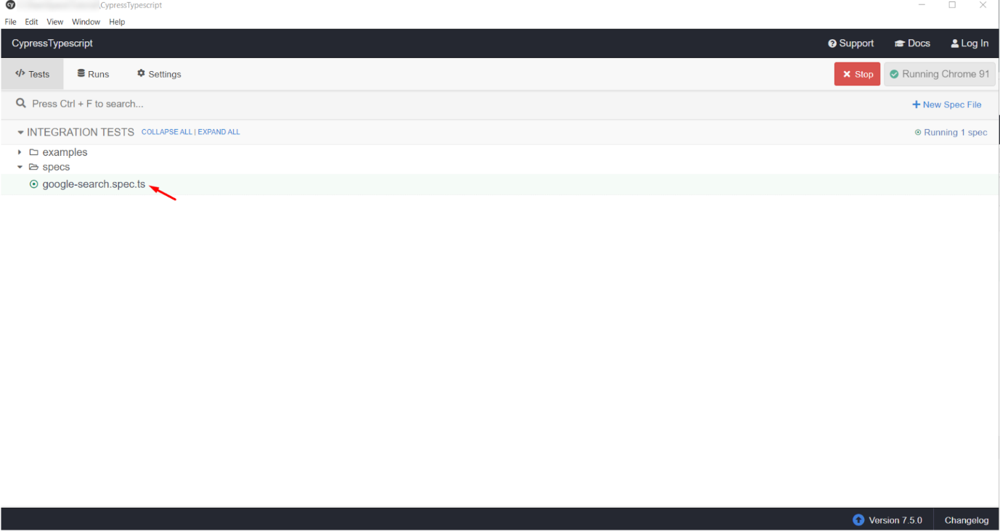 cy CypressTypescript
File Edit View Window Help
CypressTypescript Support Docs Log In
Tests Runs Settings Stop Running Chrome 91
Press Ctrl + F to search... New Spec File
INTEGRATION TESTS COLLAPSE ALL | EXPAND ALL Running 1 spec
examples
specs
google-search.spec.ts
Version 7.5.0 Changelog